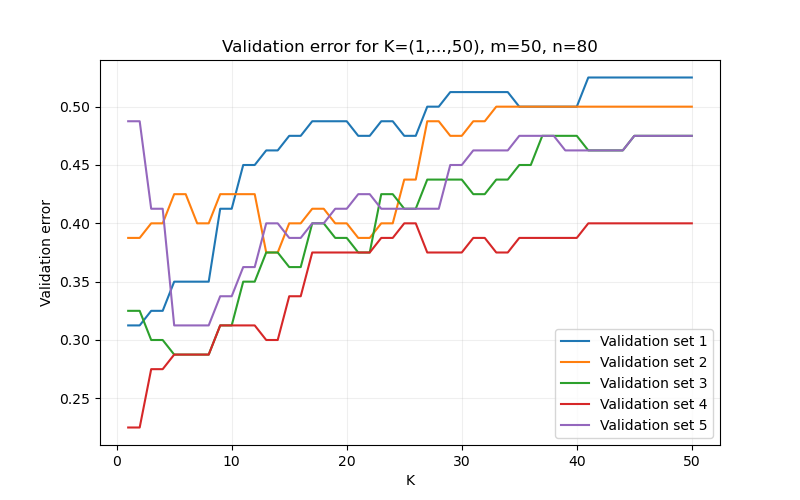 Validation error for K=(1,...,50), m=50, n=80
Validation error
0.50
0.45
0.40
0.35
0.30
0.25
Validation set 1
Validation set 2
Validation set 3
Validation set 4
Validation set 5
0 10 20 30 40 50
K